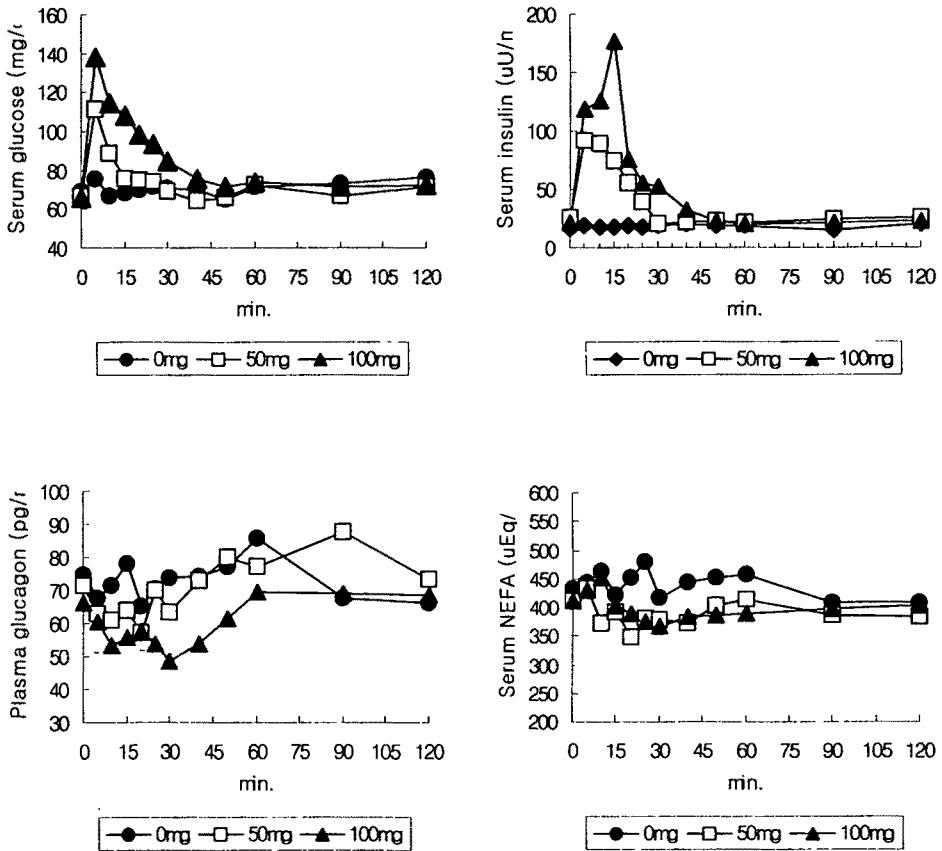 Serum glucose (mg/
160
140
120
100
80
60
40
0 15 30 45 60 75 90 105 120
min.
0mg 50mg 100mg
Serum insulin (uU/
200
150
100
50
0
0 15 30 45 60 75 90 105 120
min.
0mg 50mg 100mg
Plasma glucagon (pg/
100
90
80
70
60
50
40
30
0 15 30 45 60 75 90 105 120
min.
0mg 50mg 100mg
Serum NEFA (uEq/
600
550
500
450
400
350
300
250
200
0 15 30 45 60 75 90 105 120
min.
0mg 50mg 100mg